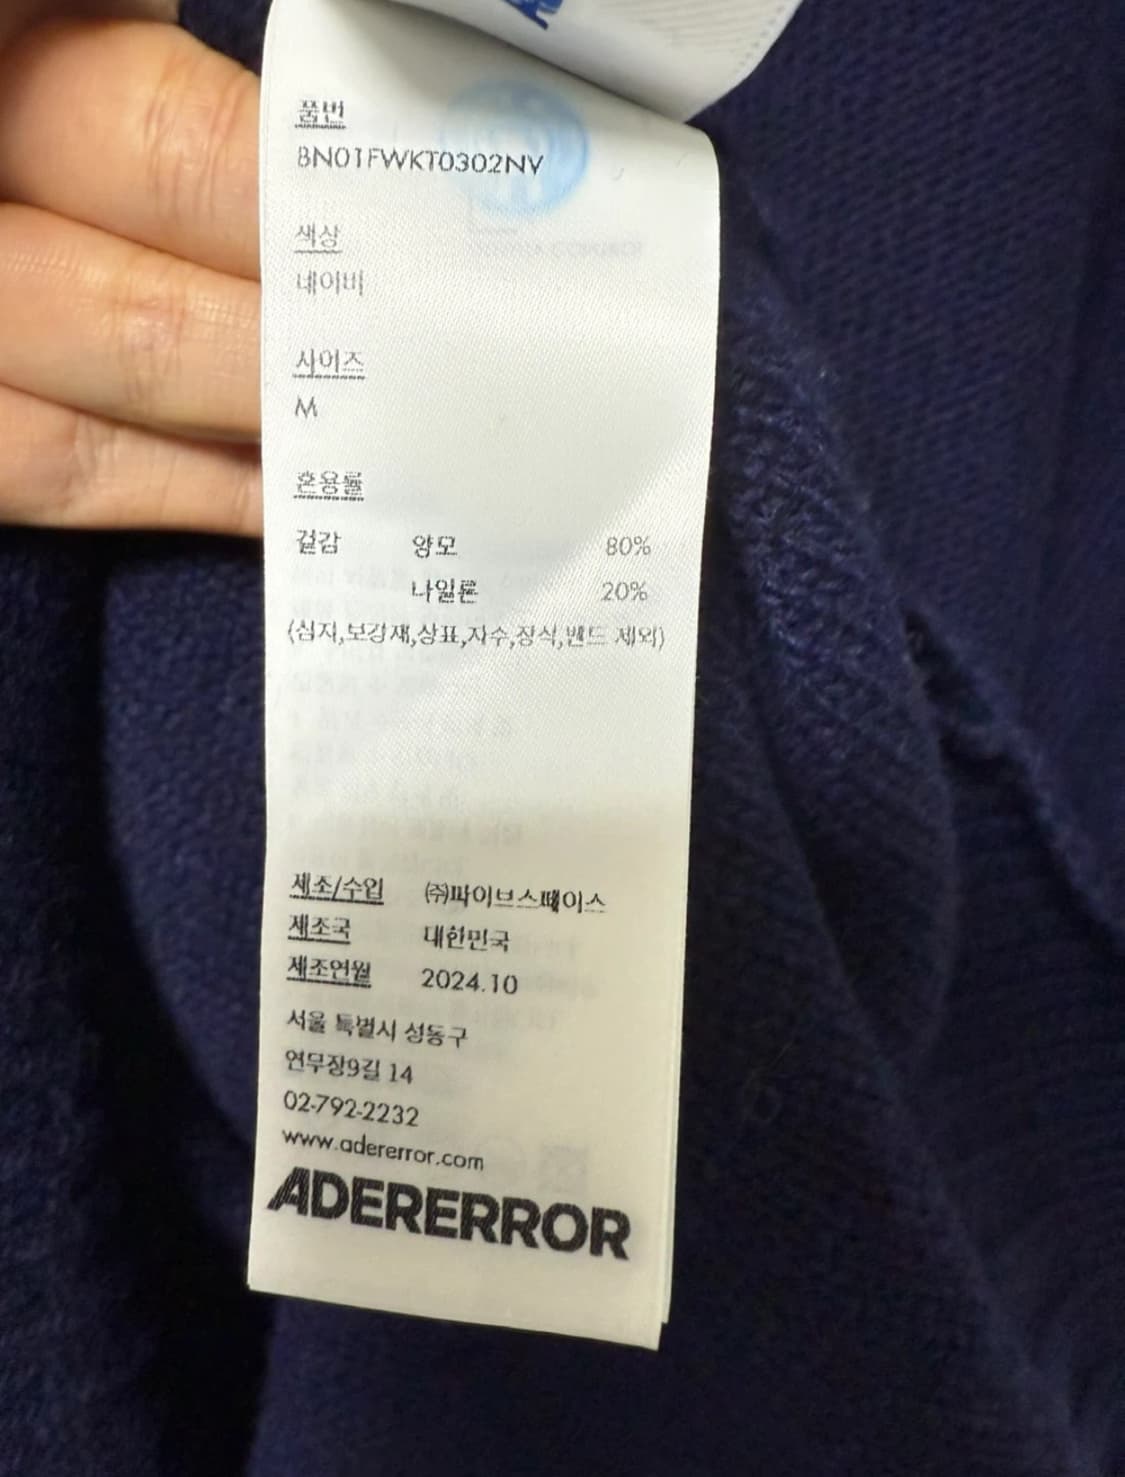 품번
BN01FWKT0302NV
색상
네이비
사이즈
M
혼용률
겉감 양모 80%
나일론 20%
(심지,보강재,상표,자수,장식,밴드 제외)
제조/수입 ㈜파이브스페이스
제조국 대한민국
제조연월 2024.10
서울 특별시 성동구
연무장9길 14
02-792-2232
www.adererror.com
ADERERROR